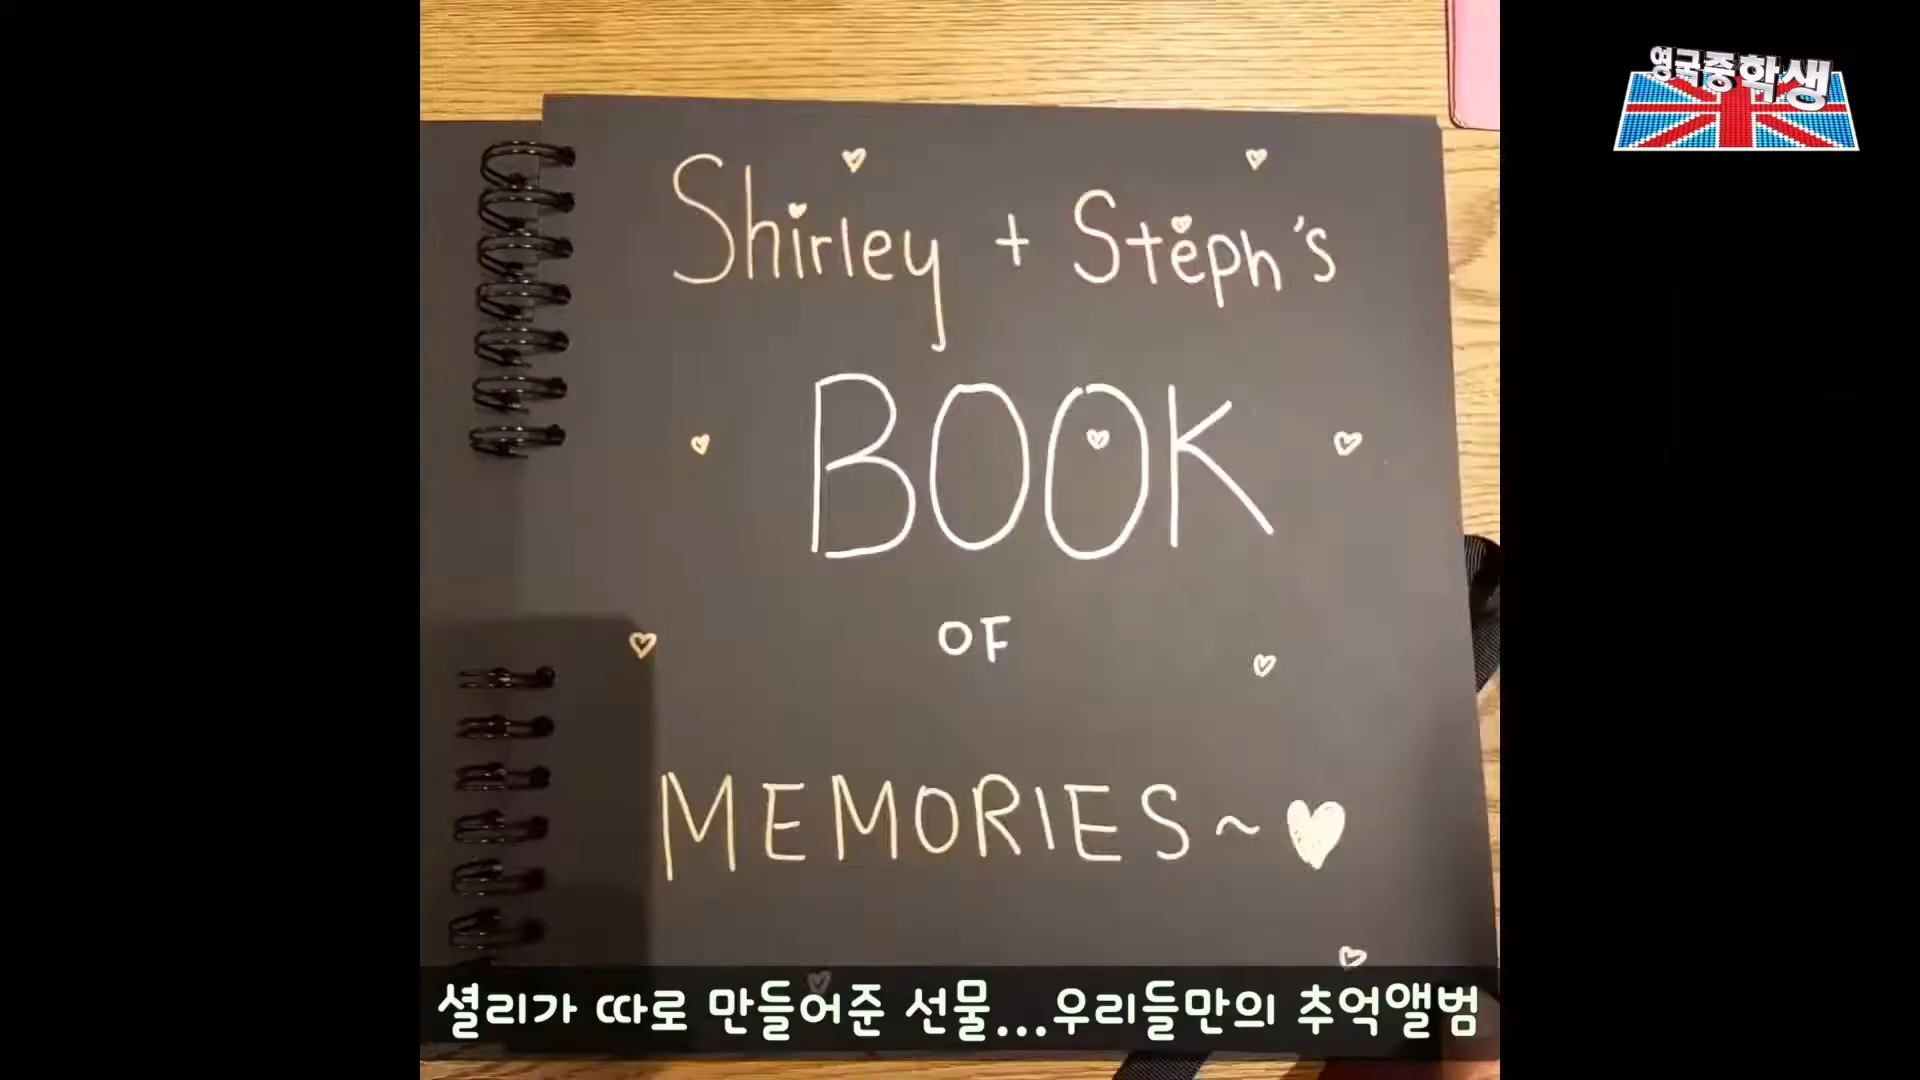 영국중학생
Shirley + Steph's
BOOK
OF
MEMORIES~
셜리가 따로 만들어준 선물...우리들만의 추억앨범